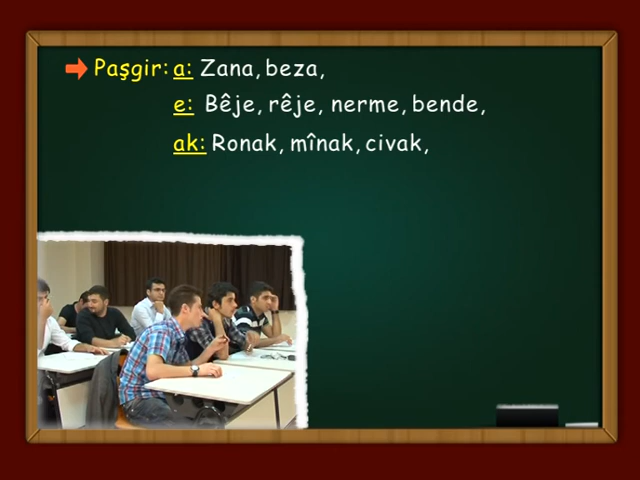 Paşgir: a: Zana, beza,
e: Bêje, rêje, nerme, bende,
ak: Ronak, mînak, civak,